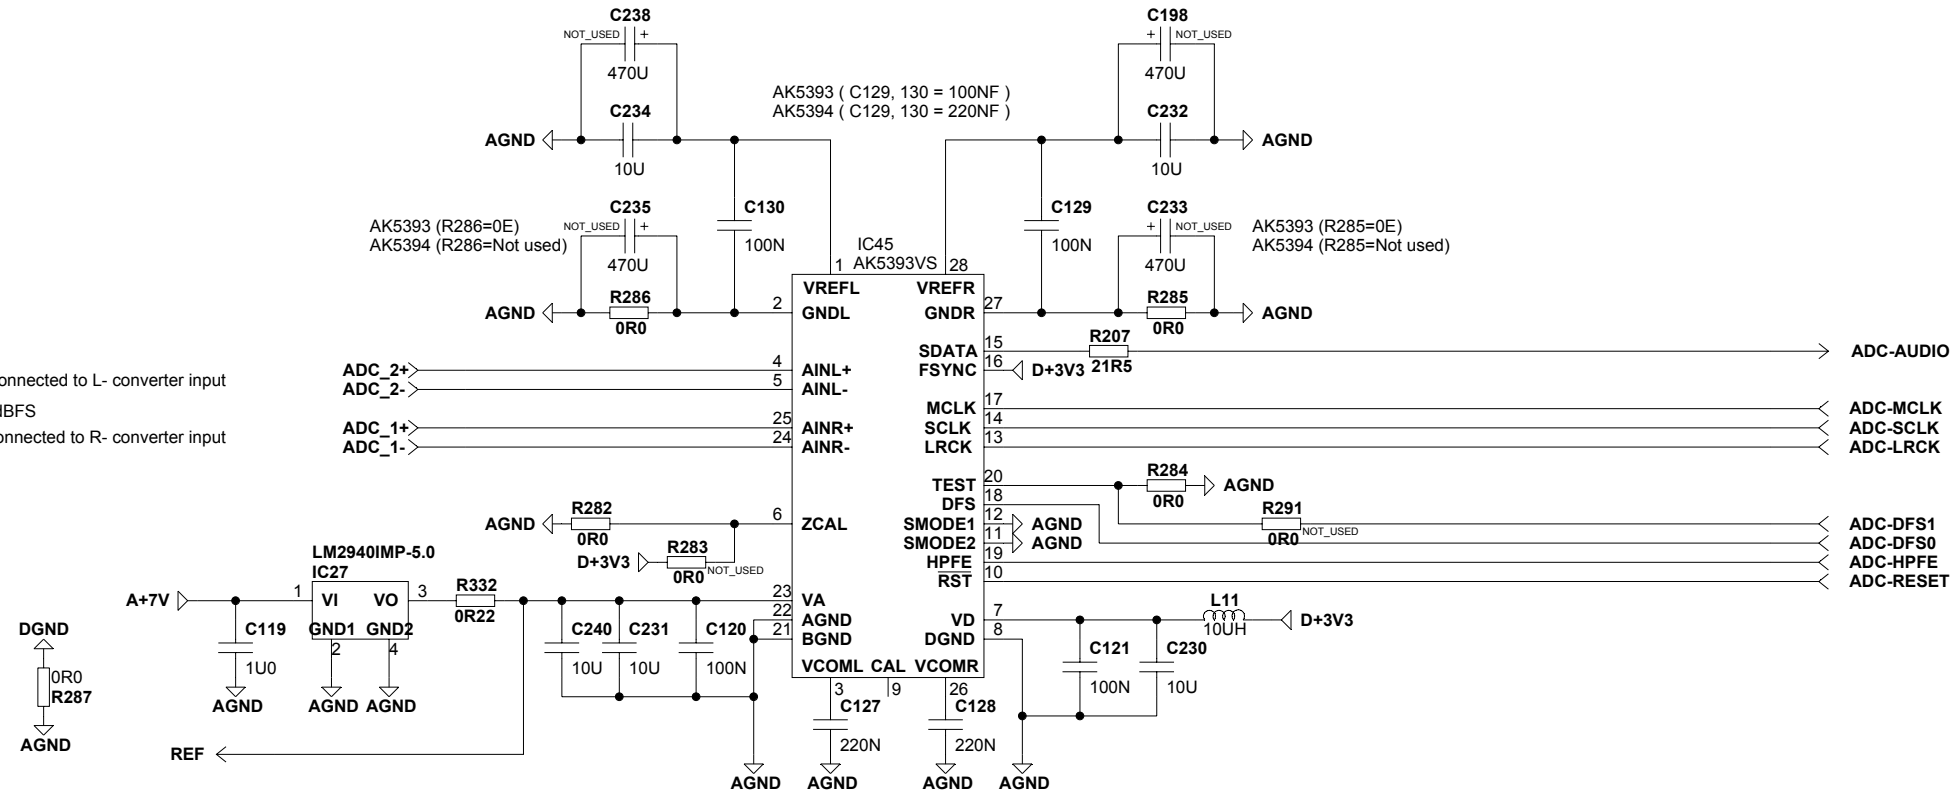 C238
NOT_USED +
470U
C198
+ NOT_USED
470U
AK5393 ( C129, 130 = 100NF )
AK5394 ( C129, 130 = 220NF )
C234
AGND
10U
C232
AGND
10U
AK5393 (R286=0E)
AK5394 (R286=Not used)
C235
NOT_USED +
470U
C130
100N
C129
100N
C233
+ NOT_USED
470U
AK5393 (R285=0E)
AK5394 (R285=Not used)
IC45
AK5393VS
1
28
VREFL
VREFR
R286
AGND
0R0
2
GNDL
GNDR
27
R285
AGND
0R0
SDATA
15
R207
21R5
ADC-AUDIO
FSYNC
16
D+3V3
onnected to L- converter input
ADC_2+
4
AINL+
ADC_2-
5
AINL-
dBFS
onnected to R- converter input
ADC_1+
25
AINR+
ADC_1-
24
AINR-
MCLK
17
ADC-MCLK
SCLK
14
ADC-SCLK
LRCK
13
ADC-LRCK
TEST
20
R284
0R0
AGND
DFS
18
R291
0R0
NOT_USED
ADC-DFS1
R282
AGND
0R0
6
ZCAL
SMODE1
12
AGND
SMODE2
11
AGND
ADC-DFS0
R283
D+3V3
0R0
NOT_USED
HPFE
19
ADC-HPFE
RST
10
ADC-RESET
LM2940IMP-5.0
IC27
A+7V
1
VI
VO
3
GND1
GND2
2
4
R332
0R22
23
VA
22
AGND
21
BGND
VD
7
DGND
8
L11
10UH
D+3V3
DGND
0R0
R287
AGND
C119
1U0
AGND
AGND
AGND
C240
10U
C231
10U
C120
100N
VCOML
CAL
VCOMR
3
9
26
C121
100N
C230
10U
C127
220N
C128
220N
REF
AGND
AGND
AGND
AGND